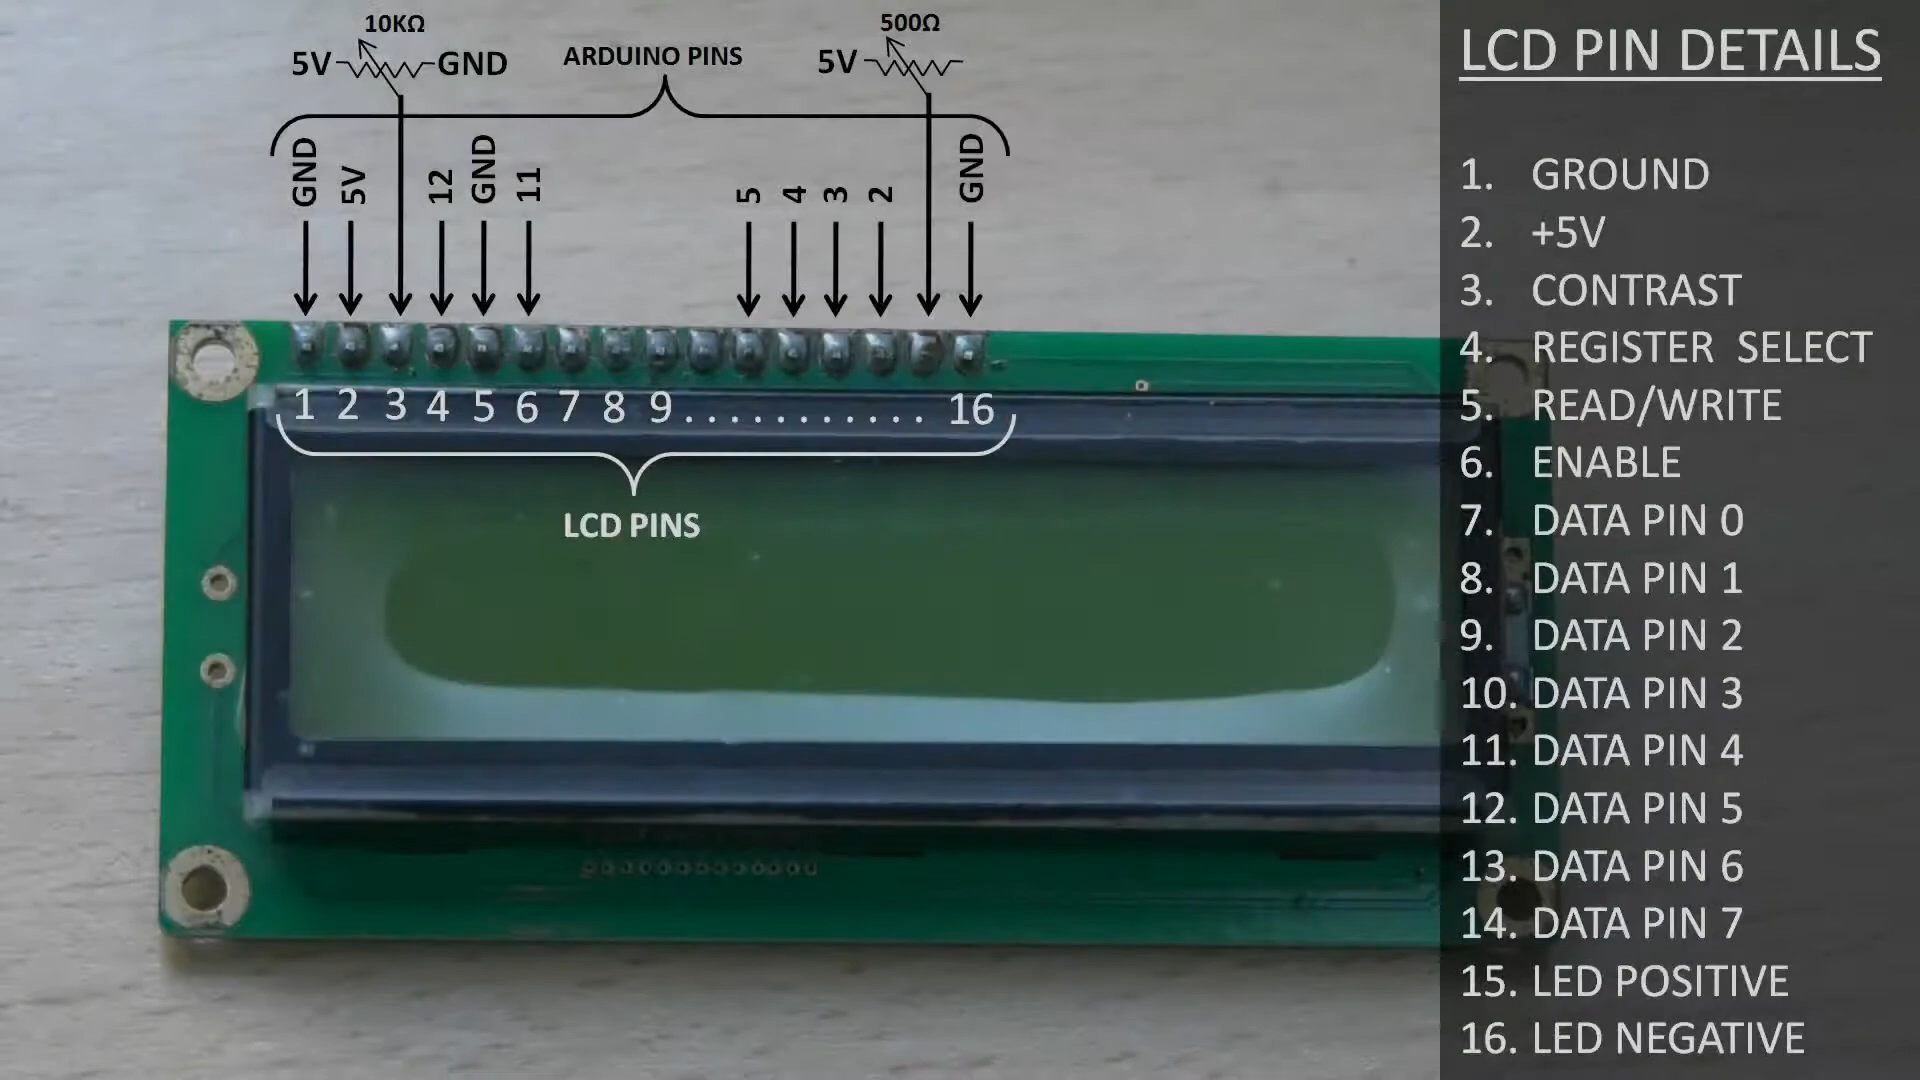 10KΩ
5V GND
ARDUINO PINS
500Ω
5V
GND 5V 12 GND 11 5 4 3 2 GND
1 2 3 4 5 6 7 8 9 . . . . . . . . . . . 16
LCD PINS
LCD PIN DETAILS
1. GROUND
2. +5V
3. CONTRAST
4. REGISTER SELECT
5. READ/WRITE
6. ENABLE
7. DATA PIN 0
8. DATA PIN 1
9. DATA PIN 2
10. DATA PIN 3
11. DATA PIN 4
12. DATA PIN 5
13. DATA PIN 6
14. DATA PIN 7
15. LED POSITIVE
16. LED NEGATIVE